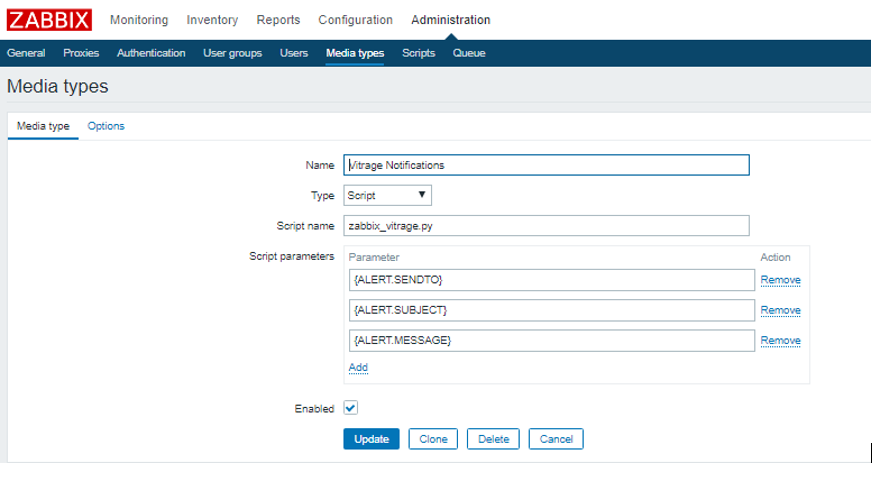 ZABBIX Monitoring Inventory Reports Configuration Administration
General Proxies Authentication User groups Users Media types Scripts Queue
Media types
Media type Options
Name Vitrage Notifications
Type Script
Script name zabbix_vitrage.py
Script parameters Parameter Action
{ALERT.SENDTO} Remove
{ALERT.SUBJECT} Remove
{ALERT.MESSAGE} Remove
Add
Enabled
Update Clone Delete Cancel